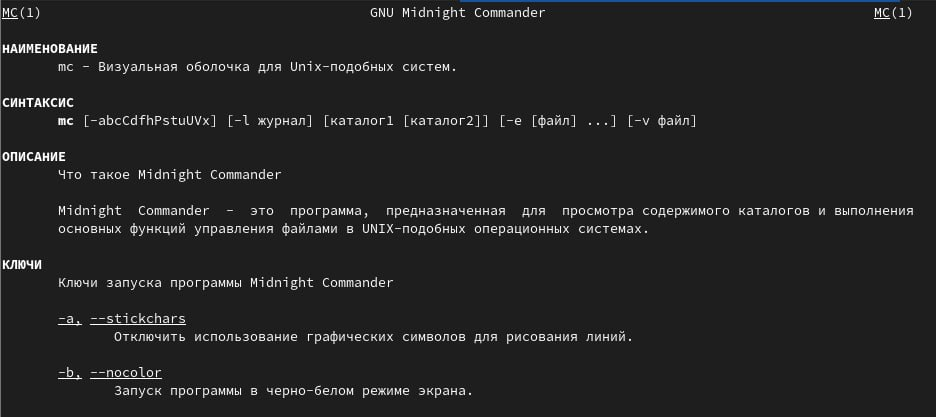 MC(1) GNU Midnight Commander MC(1)
НАИМЕНОВАНИЕ
mc - Визуальная оболочка для Unix-подобных систем.
СИНТАКСИС
mc [-abcCdfhPstuUVx] [-l журнал] [каталог1 [каталог2]] [-e [файл] ...] [-v файл]
ОПИСАНИЕ
Что такое Midnight Commander
Midnight Commander - это программа, предназначенная для просмотра содержимого каталогов и выполнения
основных функций управления файлами в UNIX-подобных операционных системах.
КЛЮЧИ
Ключи запуска программы Midnight Commander
-a, --stickchars
Отключить использование графических символов для рисования линий.
-b, --nocolor
Запуск программы в черно-белом режиме экрана.